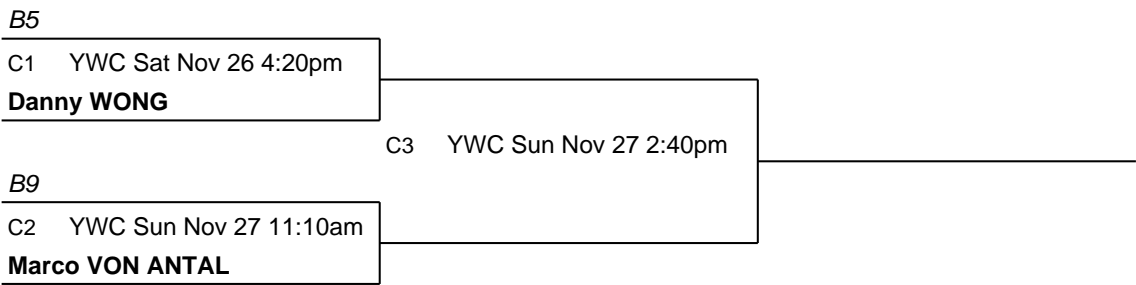 B5
C1 YWC Sat Nov 26 4:20pm
Danny WONG
C3 YWC Sun Nov 27 2:40pm
B9
C2 YWC Sun Nov 27 11:10am
Marco VON ANTAL